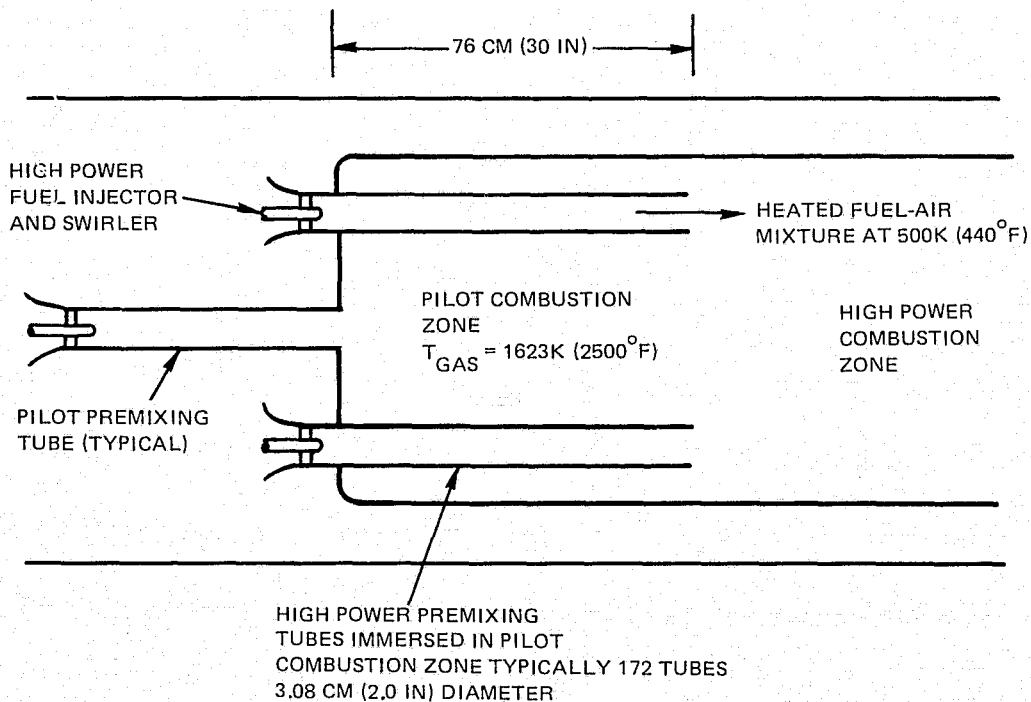 76 CM (30 IN)
HIGH POWER
FUEL INJECTOR
AND SWIRLER
HEATED FUEL-AIR
MIXTURE AT 500K (440°F)
PILOT COMBUSTION
ZONE
T GAS = 1623K (2500°F)
HIGH POWER
COMBUSTION
ZONE
PILOT PREMIXING
TUBE (TYPICAL)
HIGH POWER PREMIXING
TUBES IMMERSED IN PILOT
COMBUSTION ZONE TYPICALLY 172 TUBES
3.08 CM (2.0 IN) DIAMETER